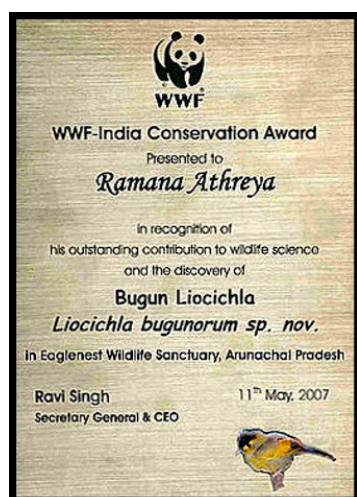 WWF
WWF-India Conservation Award
Presented to
Ramana Athreya
in recognition of
his outstanding contribution to wildlife science
and the discovery of
Bugun Liocichla
Liocichla bugunorum sp. nov.
in Eaglenest Wildlife Sanctuary, Arunachal Pradesh
Ravi Singh 11th May, 2007
Secretary General & CEO